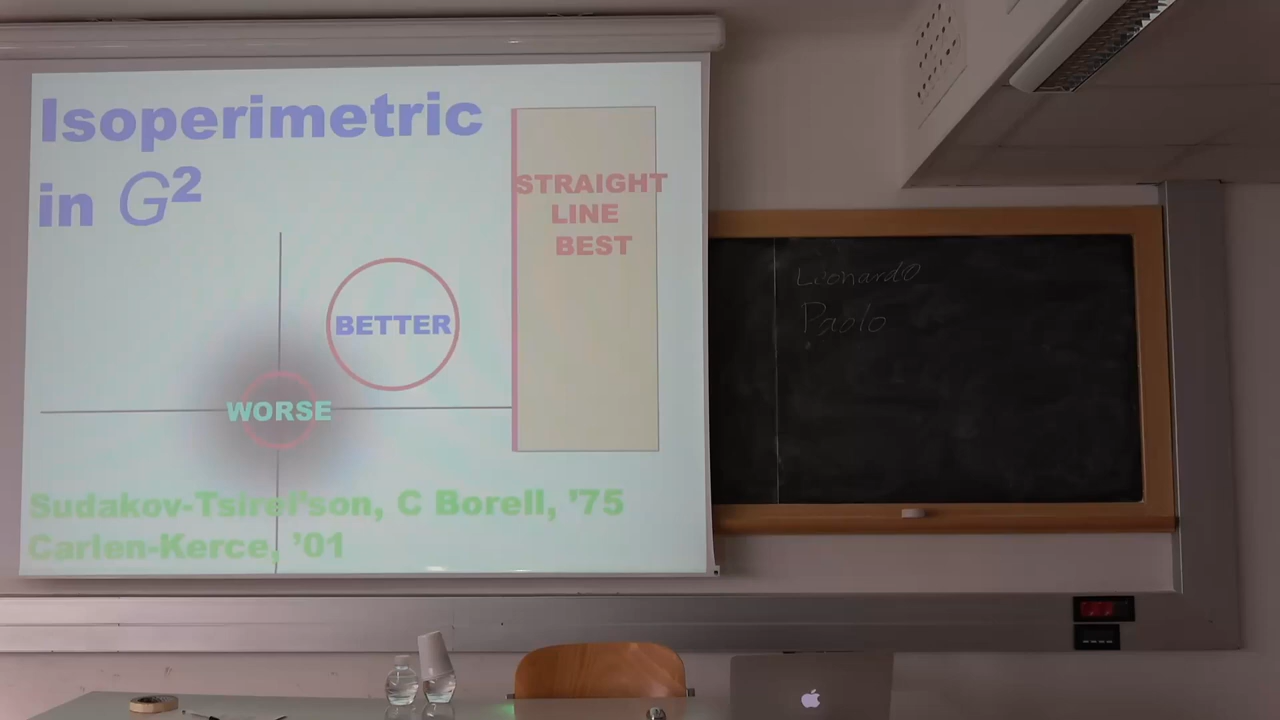 Isoperimetric
in G²
STRAIGHT
LINE
BEST
BETTER
WORSE
Sudakov-Tsirel'son, C Borell, '75
Carlen-Kerce, '01
Leonardo
Paolo